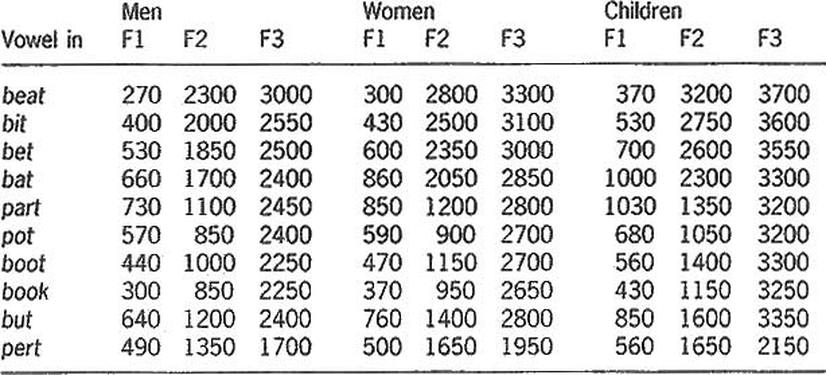 Men Women Children
Vowel in F1 F2 F3 F1 F2 F3 F1 F2 F3
beat 270 2300 3000 300 2800 3300 370 3200 3700
bit 400 2000 2550 430 2500 3100 530 2750 3600
bet 530 1850 2500 600 2350 3000 700 2600 3550
bat 660 1700 2400 860 2050 2850 1000 2300 3300
part 730 1100 2450 850 1200 2800 1030 1350 3200
pot 570 850 2400 590 900 2700 680 1050 3200
boot 440 1000 2250 470 1150 2700 560 1400 3300
book 300 850 2250 370 950 2650 430 1150 3250
but 640 1200 2400 760 1400 2800 850 1600 3350
pert 490 1350 1700 500 1650 1950 560 1650 2150